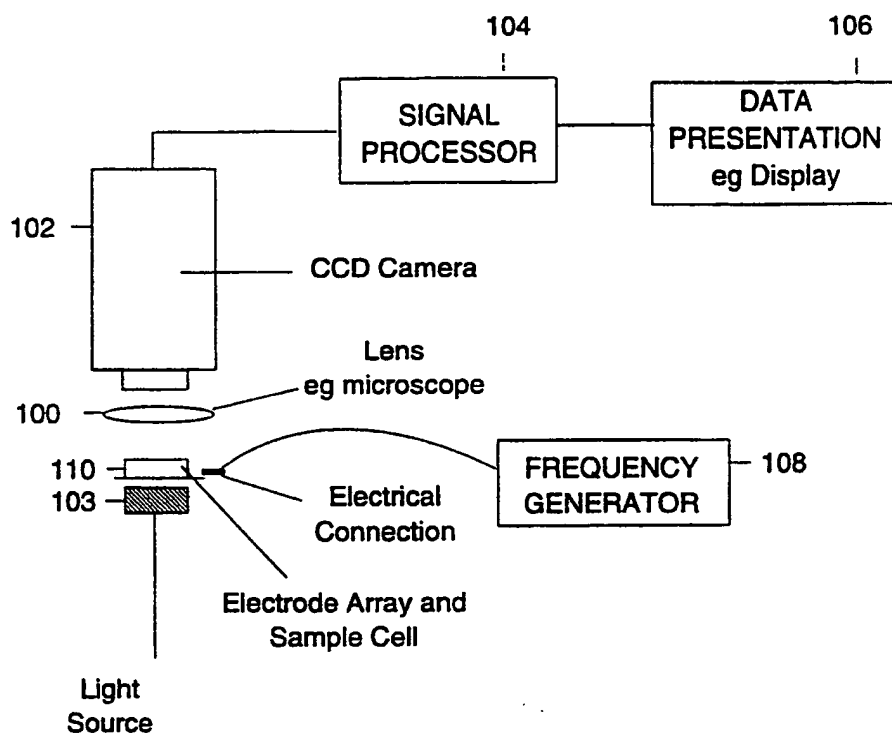 104
106
SIGNAL
PROCESSOR
DATA
PRESENTATION
eg Display
102
CCD Camera
Lens
eg microscope
100
110
103
FREQUENCY
GENERATOR
108
Electrical
Connection
Electrode Array and
Sample Cell
Light
Source